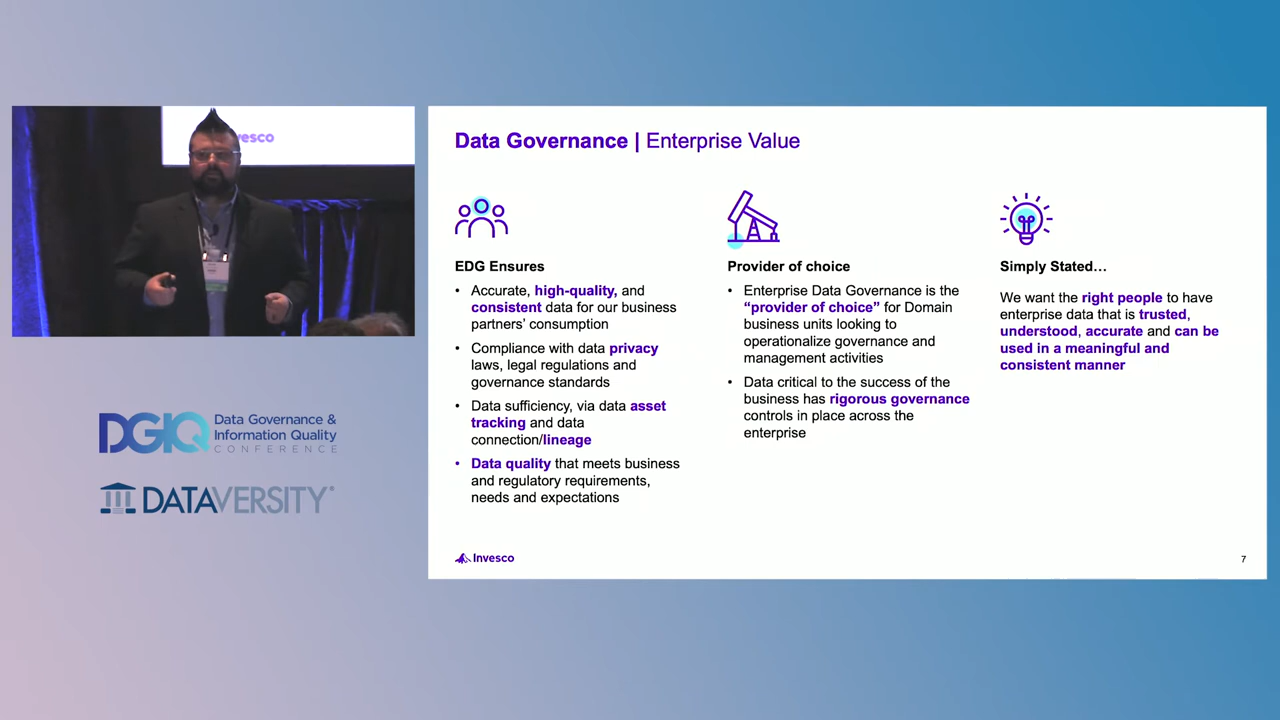 vesco
Data Governance | Enterprise Value
EDG Ensures
• Accurate, high-quality, and
consistent data for our business
partners’ consumption
• Compliance with data privacy
laws, legal regulations and
governance standards
• Data sufficiency, via data asset
tracking and data
connection/lineage
• Data quality that meets business
and regulatory requirements,
needs and expectations
Provider of choice
• Enterprise Data Governance is the
“provider of choice” for Domain
business units looking to
operationalize governance and
management activities
• Data critical to the success of the
business has rigorous governance
controls in place across the
enterprise
Simply Stated…
We want the right people to have
enterprise data that is trusted,
understood, accurate and can be
used in a meaningful and
consistent manner
Invesco
7
DGIQ
Data Governance &
Information Quality
CONFERENCE
DATAVERSITY